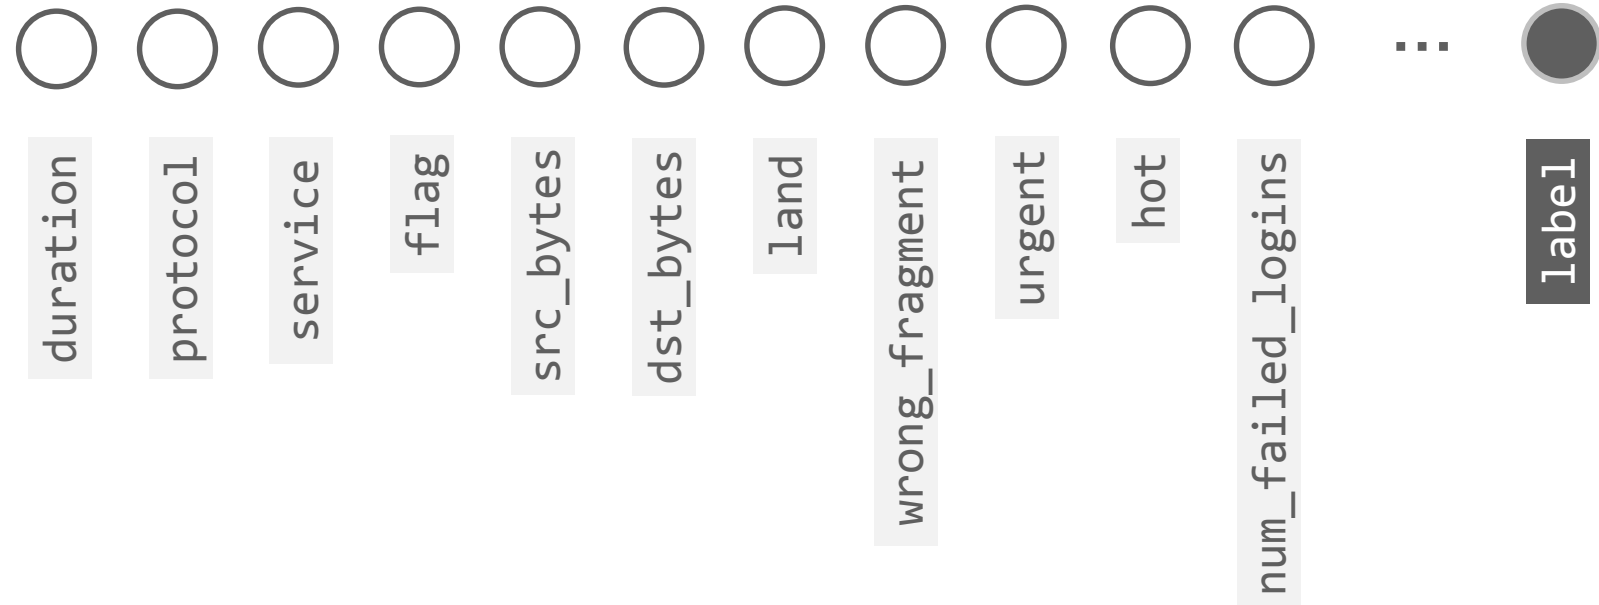 ...
duration
protocol
service
flag
src_bytes
dst_bytes
land
wrong_fragment
urgent
hot
num_failed_logins
label